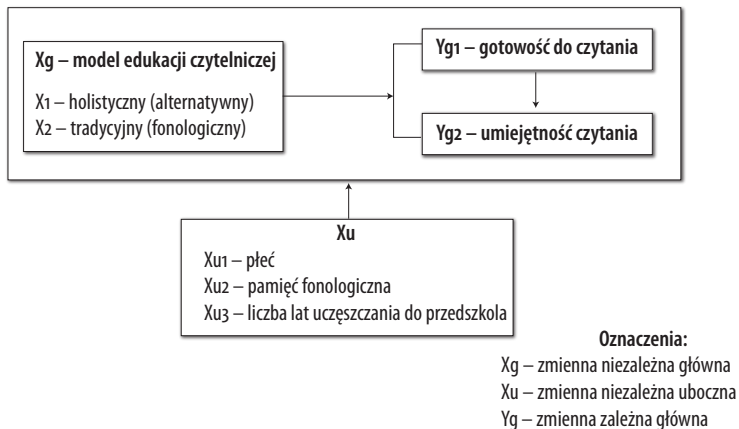 Xg – model edukacji czytelniczej
X1 – holistyczny (alternatywny)
X2 – tradycyjny (fonologiczny)
Yg1 – gotowość do czytania
Yg2 – umiejętność czytania
Xu
Xu1 – płeć
Xu2 – pamięć fonologiczna
Xu3 – liczba lat uczęszczania do przedszkola
Oznaczenia:
Xg – zmienna niezależna główna
Xu – zmienna niezależna uboczna
Yg – zmienna zależna główna